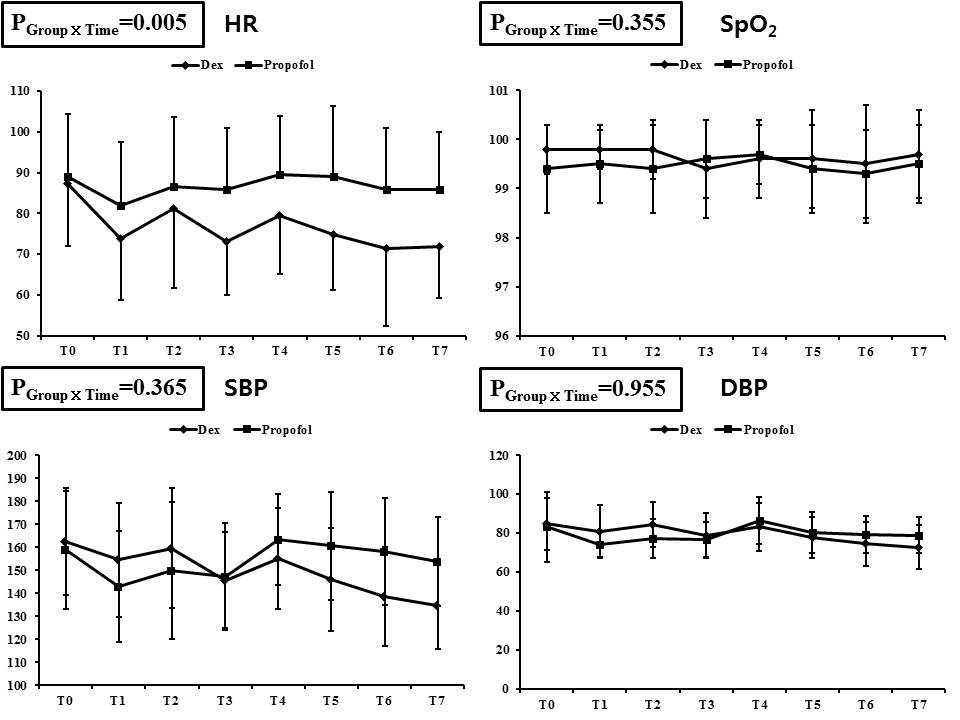 P Group X Time=0.005 HR
Dex Propofol
110
100
90
80
70
60
50
T0 T1 T2 T3 T4 T5 T6 T7
P Group X Time=0.355 SpO2
Dex Propofol
101
100
99
98
97
96
T0 T1 T2 T3 T4 T5 T6 T7
P Group X Time=0.365 SBP
Dex Propofol
200
190
180
170
160
150
140
130
120
110
100
T0 T1 T2 T3 T4 T5 T6 T7
P Group X Time=0.955 DBP
Dex Propofol
120
100
80
60
40
20
0
T0 T1 T2 T3 T4 T5 T6 T7